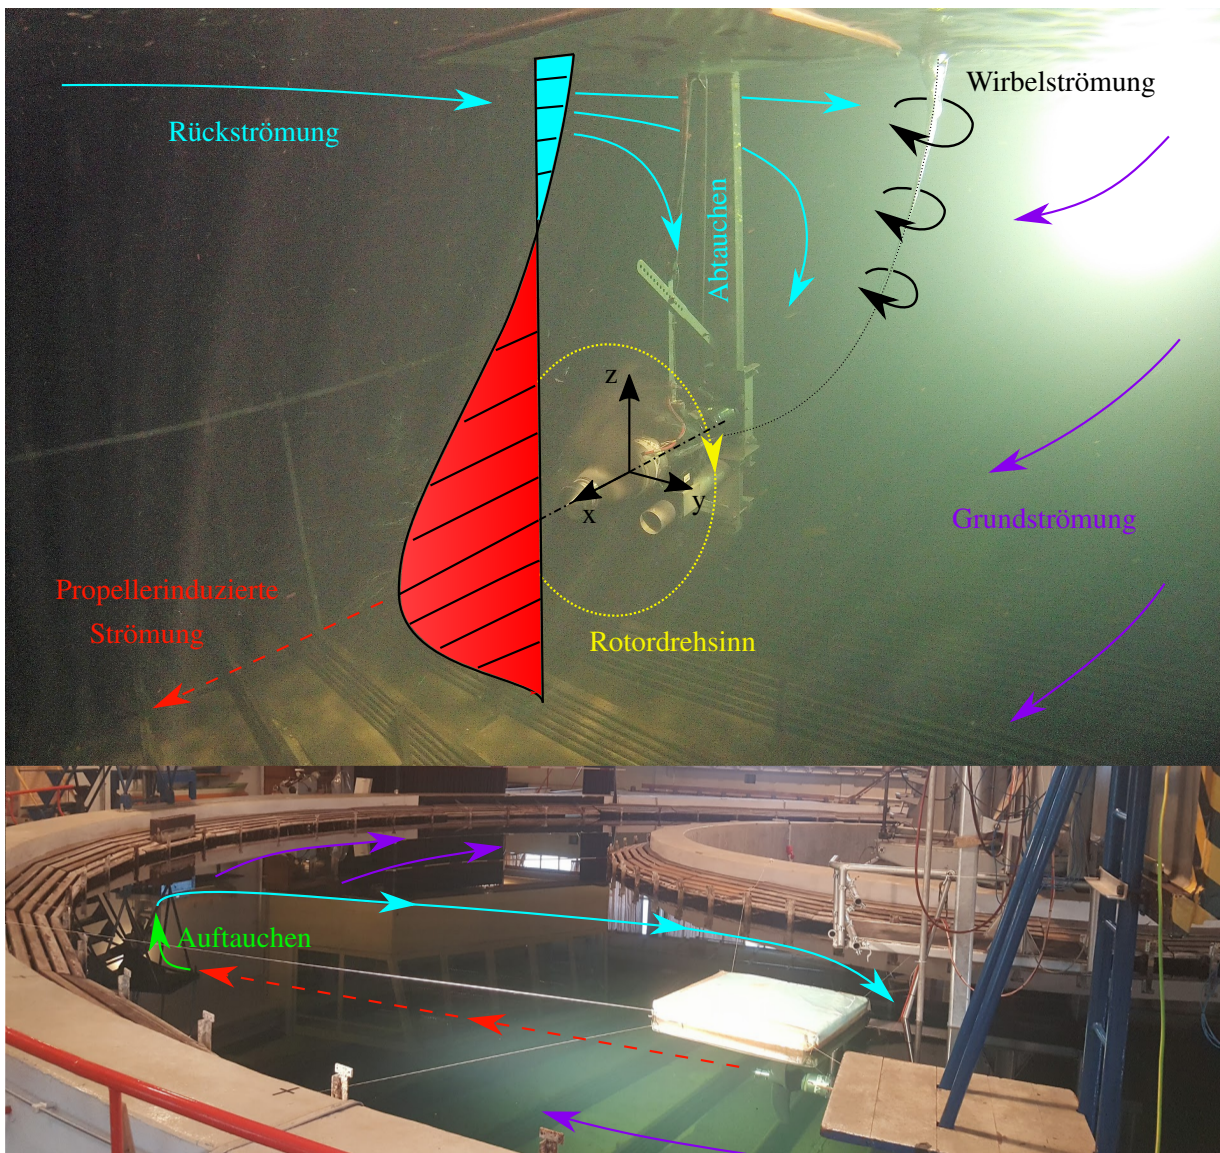 Wirbelströmung
Rückströmung
Abtauchen
z
x
y
Grundströmung
Propellerinduzierte
Strömung
Rotordrehsinn
Auftauchen